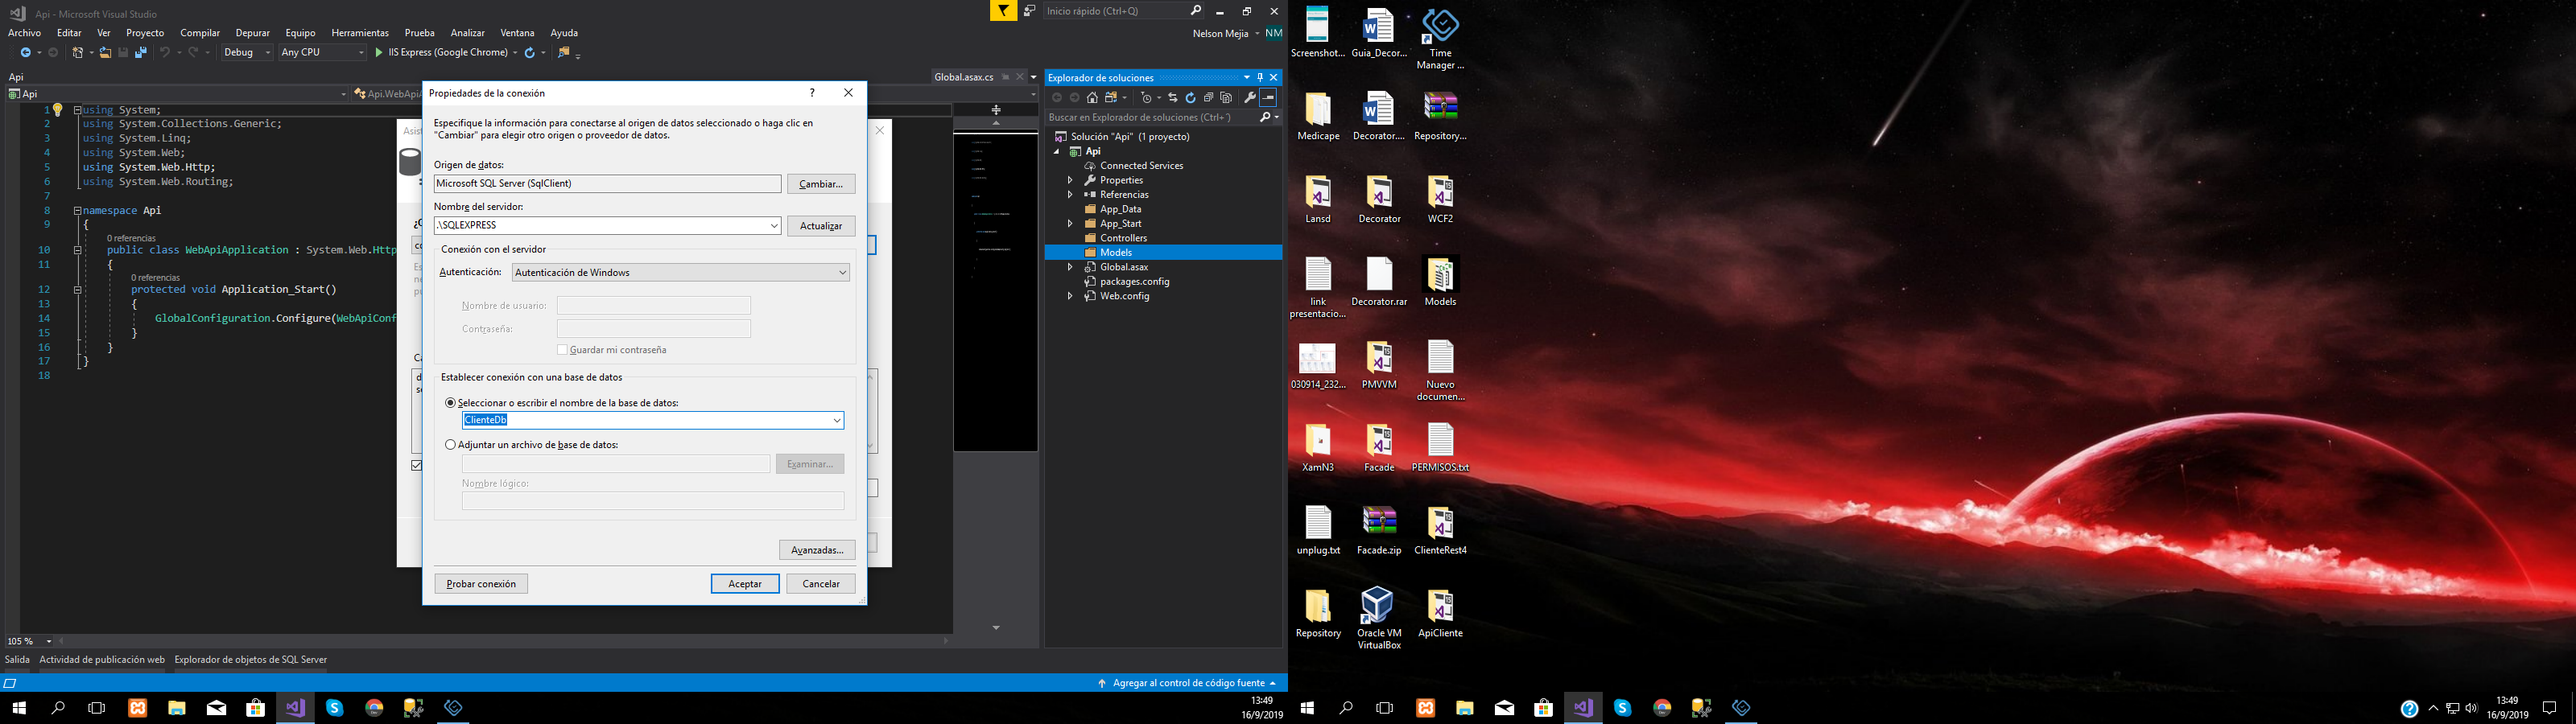 Api - Microsoft Visual Studio
Inicio rápido (Ctrl+Q)
Archivo Editar Ver Proyecto Compilar Depurar Equipo Herramientas Prueba Analizar Ventana Ayuda
Nelson Mejia NM
Debug Any CPU IIS Express (Google Chrome)
Api
Global.asax.cs
Api
Api.WebApiA
1 using System;
2 using System.Collections.Generic;
3 using System.Linq;
4 using System.Web;
5 using System.Web.Http;
6 using System.Web.Routing;
7
8 namespace Api
9 {
0 referencias
10 public class WebApiApplication : System.Web.Http
11 {
0 referencias
12 protected void Application_Start()
13 {
14 GlobalConfiguration.Configure(WebApiConf
15 }
16 }
17 }
18
105 %
Asist
¿C
co
Es
ne
pu
Ca
d
se
Propiedades de la conexión
?
Especifique la información para conectarse al origen de datos seleccionado o haga clic en
"Cambiar" para elegir otro origen o proveedor de datos.
Origen de datos:
Microsoft SQL Server (SqlClient)
Cambiar...
Nombre del servidor:
.\SQLEXPRESS
Actualizar
Conexión con el servidor
Autenticación: Autenticación de Windows
Nombre de usuario:
Contraseña:
Guardar mi contraseña
Establecer conexión con una base de datos
Seleccionar o escribir el nombre de la base de datos:
ClienteDb
Adjuntar un archivo de base de datos:
Examinar...
Nombre lógico:
Avanzadas...
Probar conexión Aceptar Cancelar
Explorador de soluciones
Buscar en Explorador de soluciones (Ctrl+´)
Solución "Api" (1 proyecto)
Api
Connected Services
Properties
Referencias
App_Data
App_Start
Controllers
Models
Global.asax
packages.config
Web.config
Salida Actividad de publicación web Explorador de objetos de SQL Server
Agregar al control de código fuente
13:49
16/9/2019
Screenshot... Guia_Decor... Time
Manager ...
Medicape Decorator.... Repository...
Lansd Decorator WCF2
link
presentacio... Decorator.rar Models
030914_232... PMVVM Nuevo
documen...
XamN3 Facade PERMISOS.txt
unplug.txt Facade.zip ClienteRest4
Repository Oracle VM
VirtualBox ApiCliente
13:49
16/9/2019